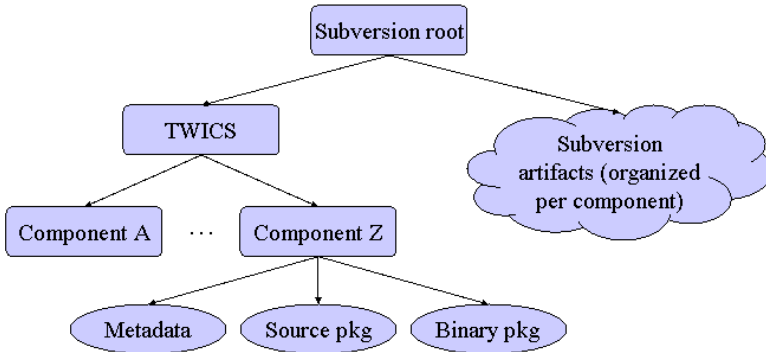 Subversion root
TWICS
Subversion
artifacts (organized
per component)
Component A
...
Component Z
Metadata
Source pkg
Binary pkg